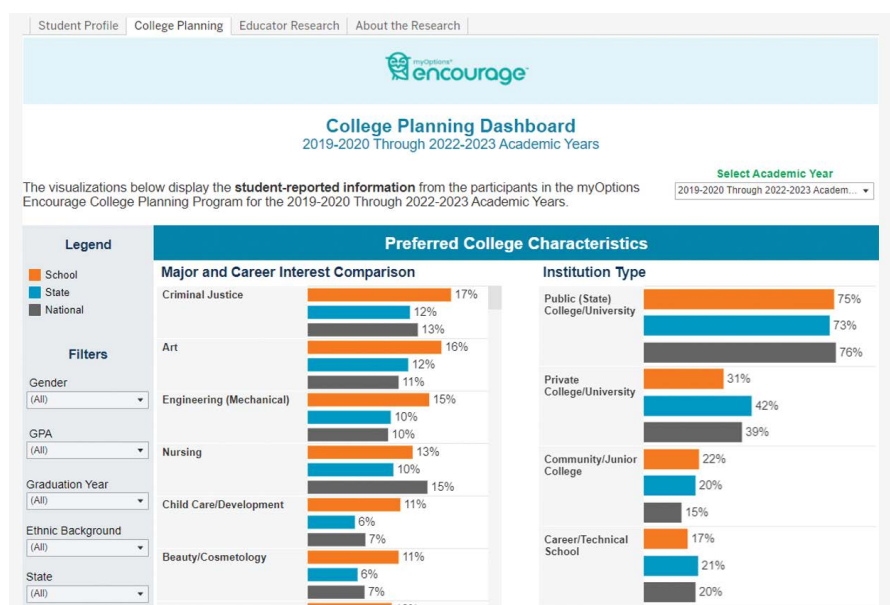 Student Profile
College Planning
Educator Research
About the Research
myOptions®
encourage™
College Planning Dashboard
2019-2020 Through 2022-2023 Academic Years
The visualizations below display the student-reported information from the participants in the myOptions
Encourage College Planning Program for the 2019-2020 Through 2022-2023 Academic Years.
Select Academic Year
2019-2020 Through 2022-2023 Academ...
Legend
School
State
National
Filters
Gender
(All)
GPA
(All)
Graduation Year
(All)
Ethnic Background
(All)
State
(All)
Preferred College Characteristics
Major and Career Interest Comparison
Criminal Justice
17%
12%
13%
Art
16%
12%
11%
Engineering (Mechanical)
15%
10%
10%
Nursing
13%
10%
15%
Child Care/Development
11%
6%
7%
Beauty/Cosmetology
11%
6%
7%
Institution Type
Public (State)
College/University
75%
73%
76%
Private
College/University
31%
42%
39%
Community/Junior
College
22%
20%
15%
Career/Technical
School
17%
21%
20%